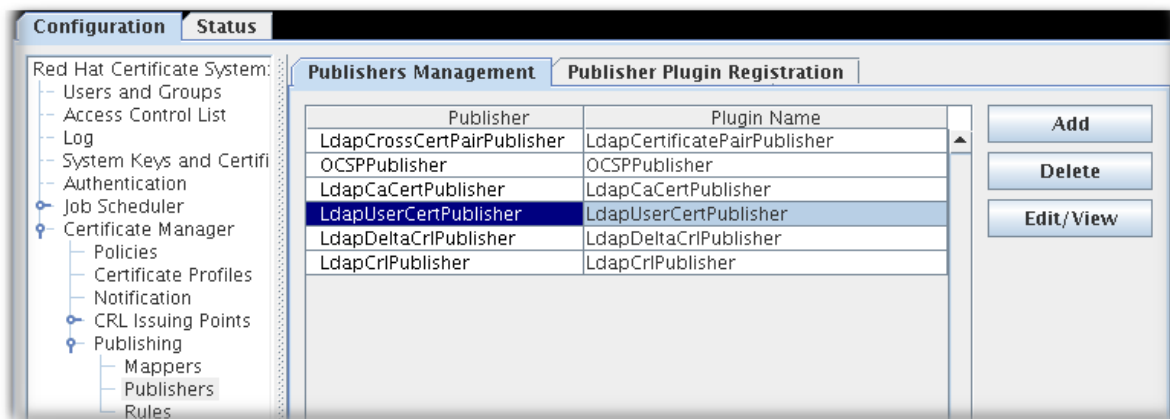 Configuration Status
Red Hat Certificate System:
Users and Groups
Access Control List
Log
System Keys and Certifi
Authentication
Job Scheduler
Certificate Manager
Policies
Certificate Profiles
Notification
CRL Issuing Points
Publishing
Mappers
Publishers
Rules
Publishers Management Publisher Plugin Registration
Publisher Plugin Name
LdapCrossCertPairPublisher LdapCertificatePairPublisher
OCSPPublisher OCSPPublisher
LdapCaCertPublisher LdapCaCertPublisher
LdapUserCertPublisher LdapUserCertPublisher
LdapDeltaCrlPublisher LdapDeltaCrlPublisher
LdapCrlPublisher LdapCrlPublisher
Add
Delete
Edit/View